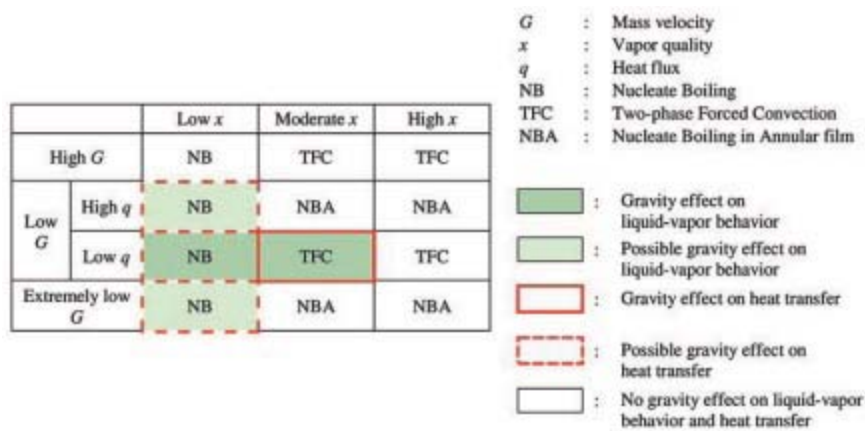 G : Mass velocity
x : Vapor quality
q : Heat flux
NB : Nucleate Boiling
TFC : Two-phase Forced Convection
NBA : Nucleate Boiling in Annular film
Low x Moderate x High x
High G NB TFC TFC
Low G High q NB NBA NBA
Low q NB TFC TFC
Extremely low G NB NBA NBA
: Gravity effect on
liquid-vapor behavior
: Possible gravity effect on
liquid-vapor behavior
: Gravity effect on heat transfer
: Possible gravity effect on
heat transfer
: No gravity effect on liquid-vapor
behavior and heat transfer